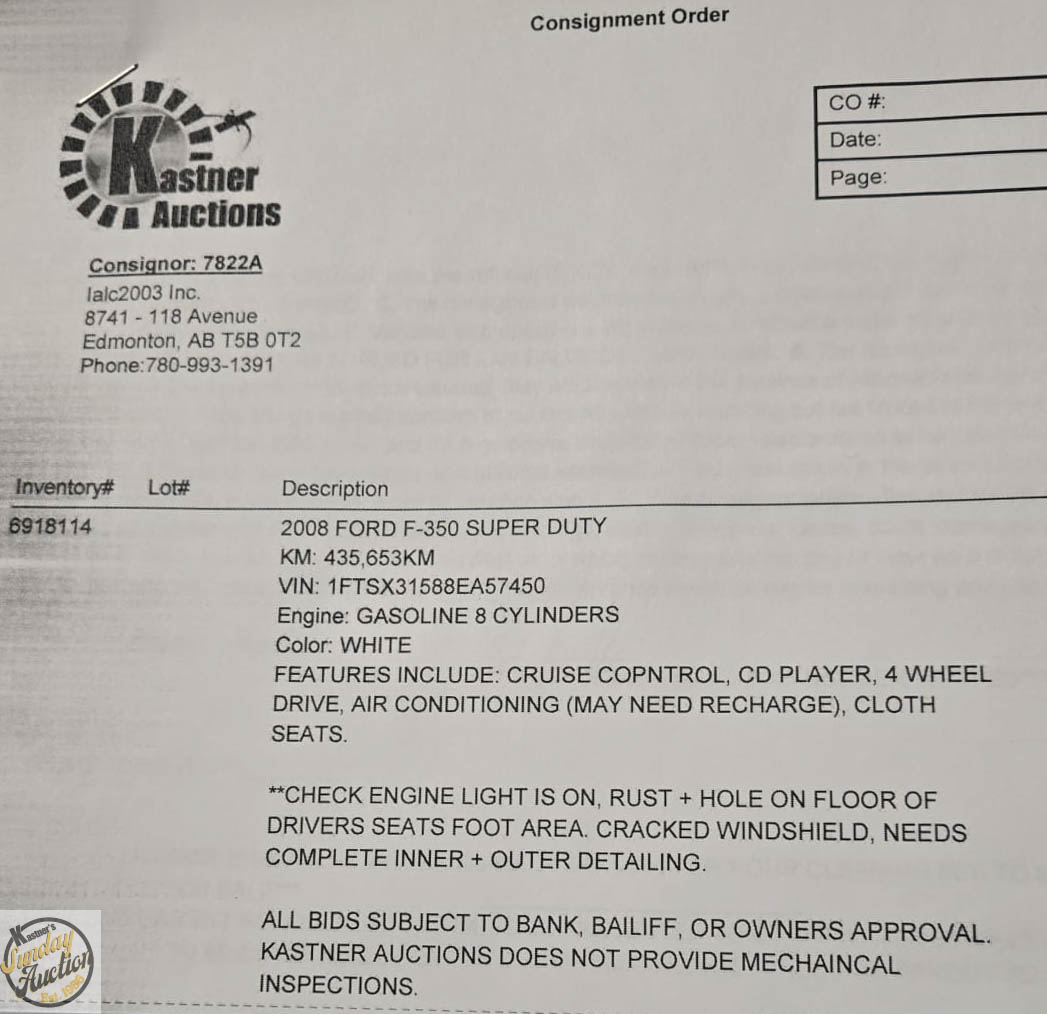 Consignment Order
Kastner
Auctions
CO #:
Date:
Page:
Consignor: 7822A
lalc2003 Inc.
8741 - 118 Avenue
Edmonton, AB T5B 0T2
Phone:780-993-1391
Inventory# Lot# Description
6918114 2008 FORD F-350 SUPER DUTY
KM: 435,653KM
VIN: 1FTSX31588EA57450
Engine: GASOLINE 8 CYLINDERS
Color: WHITE
FEATURES INCLUDE: CRUISE COPNTROL, CD PLAYER, 4 WHEEL
DRIVE, AIR CONDITIONING (MAY NEED RECHARGE), CLOTH
SEATS.
**CHECK ENGINE LIGHT IS ON, RUST + HOLE ON FLOOR OF
DRIVERS SEATS FOOT AREA. CRACKED WINDSHIELD, NEEDS
COMPLETE INNER + OUTER DETAILING.
ALL BIDS SUBJECT TO BANK, BAILIFF, OR OWNERS APPROVAL.
KASTNER AUCTIONS DOES NOT PROVIDE MECHAINCAL
INSPECTIONS.
Kastner's
Sunday
Auction
Est. 1986